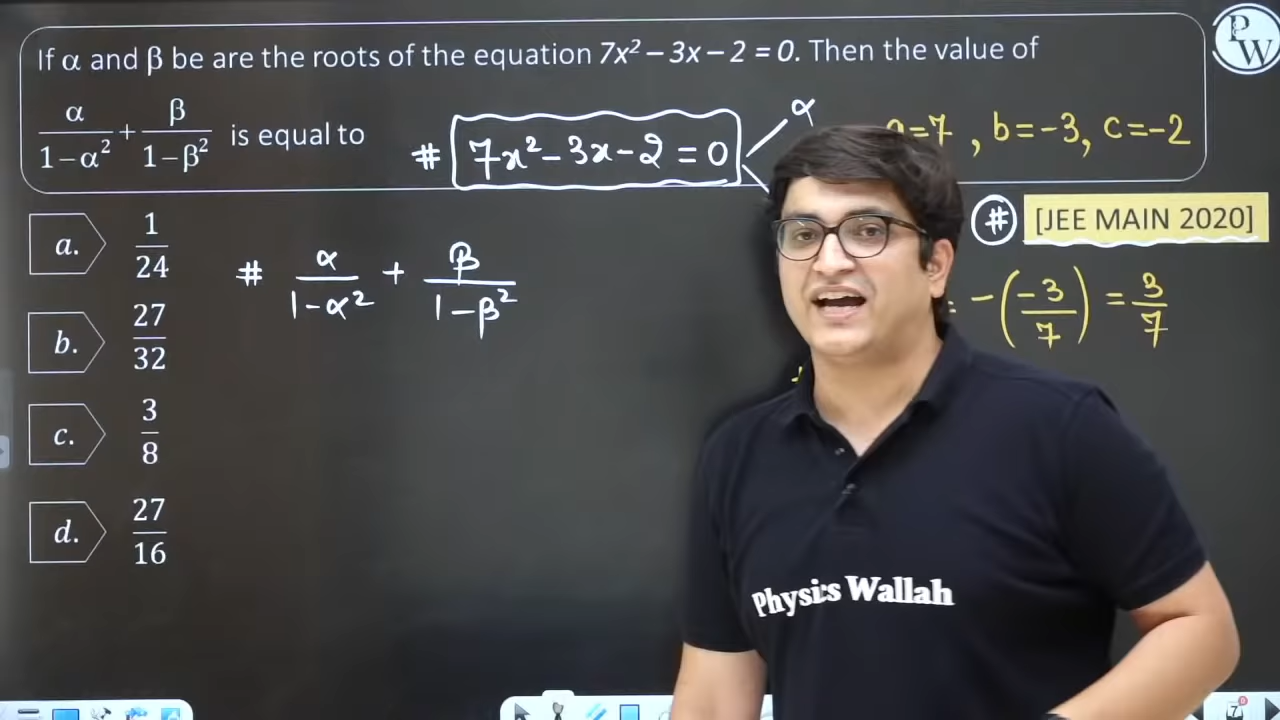 If α and β be are the roots of the equation 7x² – 3x – 2 = 0. Then the value of
α/(1–α²) + β/(1–β²) is equal to
# 7x² – 3x – 2 = 0
α
=7, b=-3, c=-2
PW
# [JEE MAIN 2020]
a. 1/24
# α/(1–α²) + β/(1–β²)
= -(-3/7) = 3/7
b. 27/32
c. 3/8
d. 27/16
Physics Wallah